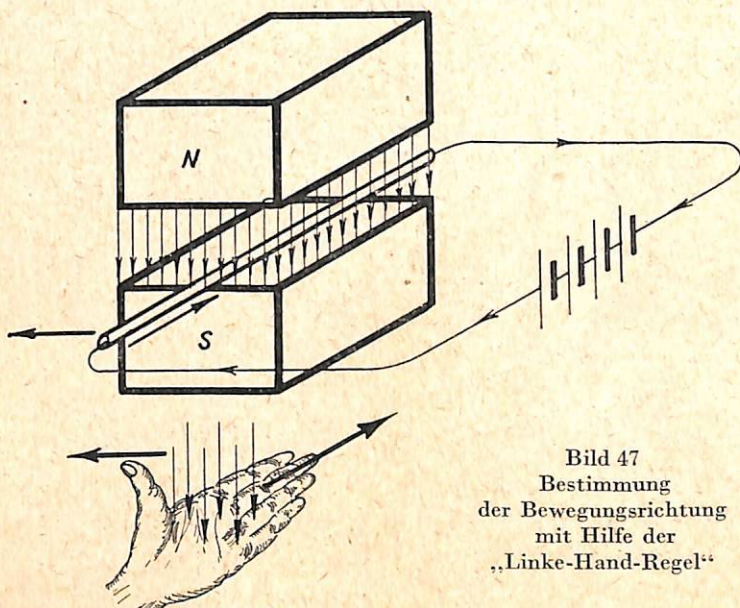 N
S
Bild 47
Bestimmung
der Bewegungsrichtung
mit Hilfe der
„Linke-Hand-Regel“